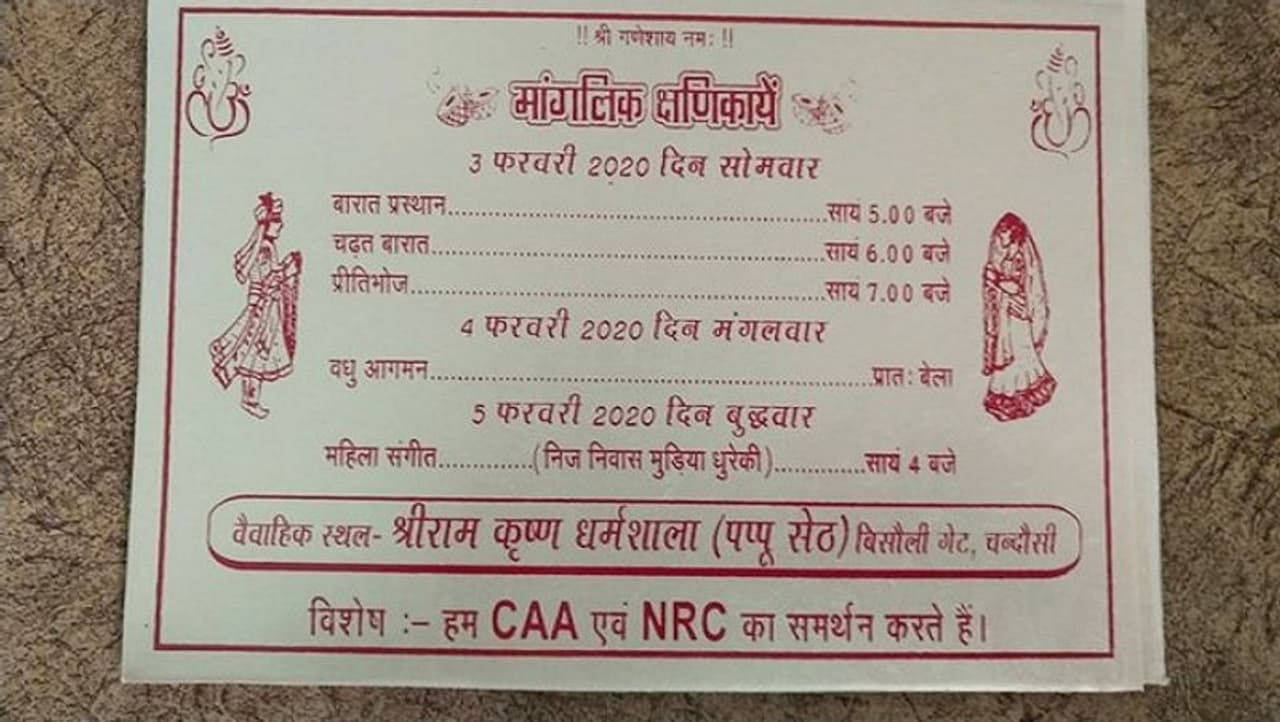 !! श्री गणेशाय नमः !!
मांगलिक क्षणिकायें
3 फरवरी 2020 दिन सोमवार
बारात प्रस्थान..................................................सायं 5.00 बजे
चढ़त बारात..................................................सायं 6.00 बजे
प्रीतिभोज..................................................सायं 7.00 बजे
4 फरवरी 2020 दिन मंगलवार
वधु आगमन..................................................प्रातः बेला
5 फरवरी 2020 दिन बुद्धवार
महिला संगीत.............(निज निवास मुड़िया धुरेकी)............सायं 4 बजे
वैवाहिक स्थल- श्रीराम कृष्ण धर्मशाला (पप्पू सेठ) बिसौली गेट, चन्दौसी
विशेष :– हम CAA एवं NRC का समर्थन करते हैं।